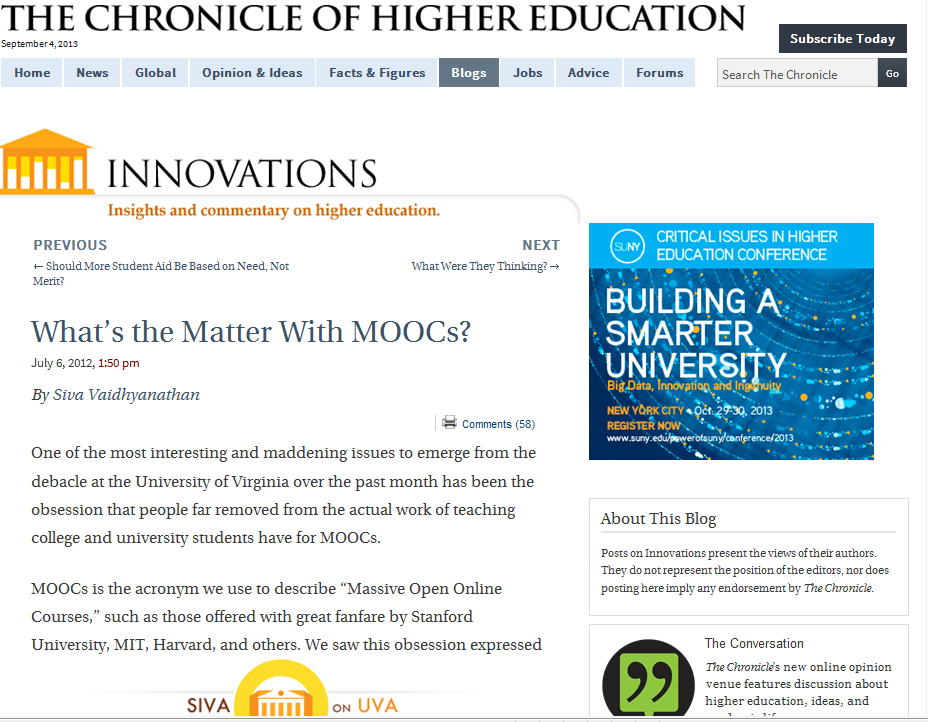 THE CHRONICLE OF HIGHER EDUCATION
September 4, 2013
Subscribe Today
Home News Global Opinion & Ideas Facts & Figures Blogs Jobs Advice Forums
Search The Chronicle Go
INNOVATIONS
Insights and commentary on higher education.
PREVIOUS
← Should More Student Aid Be Based on Need, Not
Merit?
NEXT
What Were They Thinking? →
What's the Matter With MOOCs?
July 6, 2012, 1:50 pm
By Siva Vaidhyanathan
Comments (58)
One of the most interesting and maddening issues to emerge from the
debacle at the University of Virginia over the past month has been the
obsession that people far removed from the actual work of teaching
college and university students have for MOOCs.
MOOCs is the acronym we use to describe “Massive Open Online
Courses,” such as those offered with great fanfare by Stanford
University, MIT, Harvard, and others. We saw this obsession expressed
SIVA ON UVA
SUNY
CRITICAL ISSUES IN HIGHER
EDUCATION CONFERENCE
BUILDING A
SMARTER
UNIVERSITY
Big Data, Innovation and Ingenuity
NEW YORK CITY • Oct. 29-30, 2013
REGISTER NOW
www.suny.edu/powerofsuny/conference/2013
About This Blog
Posts on Innovations present the views of their authors.
They do not represent the position of the editors, nor does
posting here imply any endorsement by The Chronicle.
The Conversation
The Chronicle's new online opinion
venue features discussion about
higher education, ideas, and